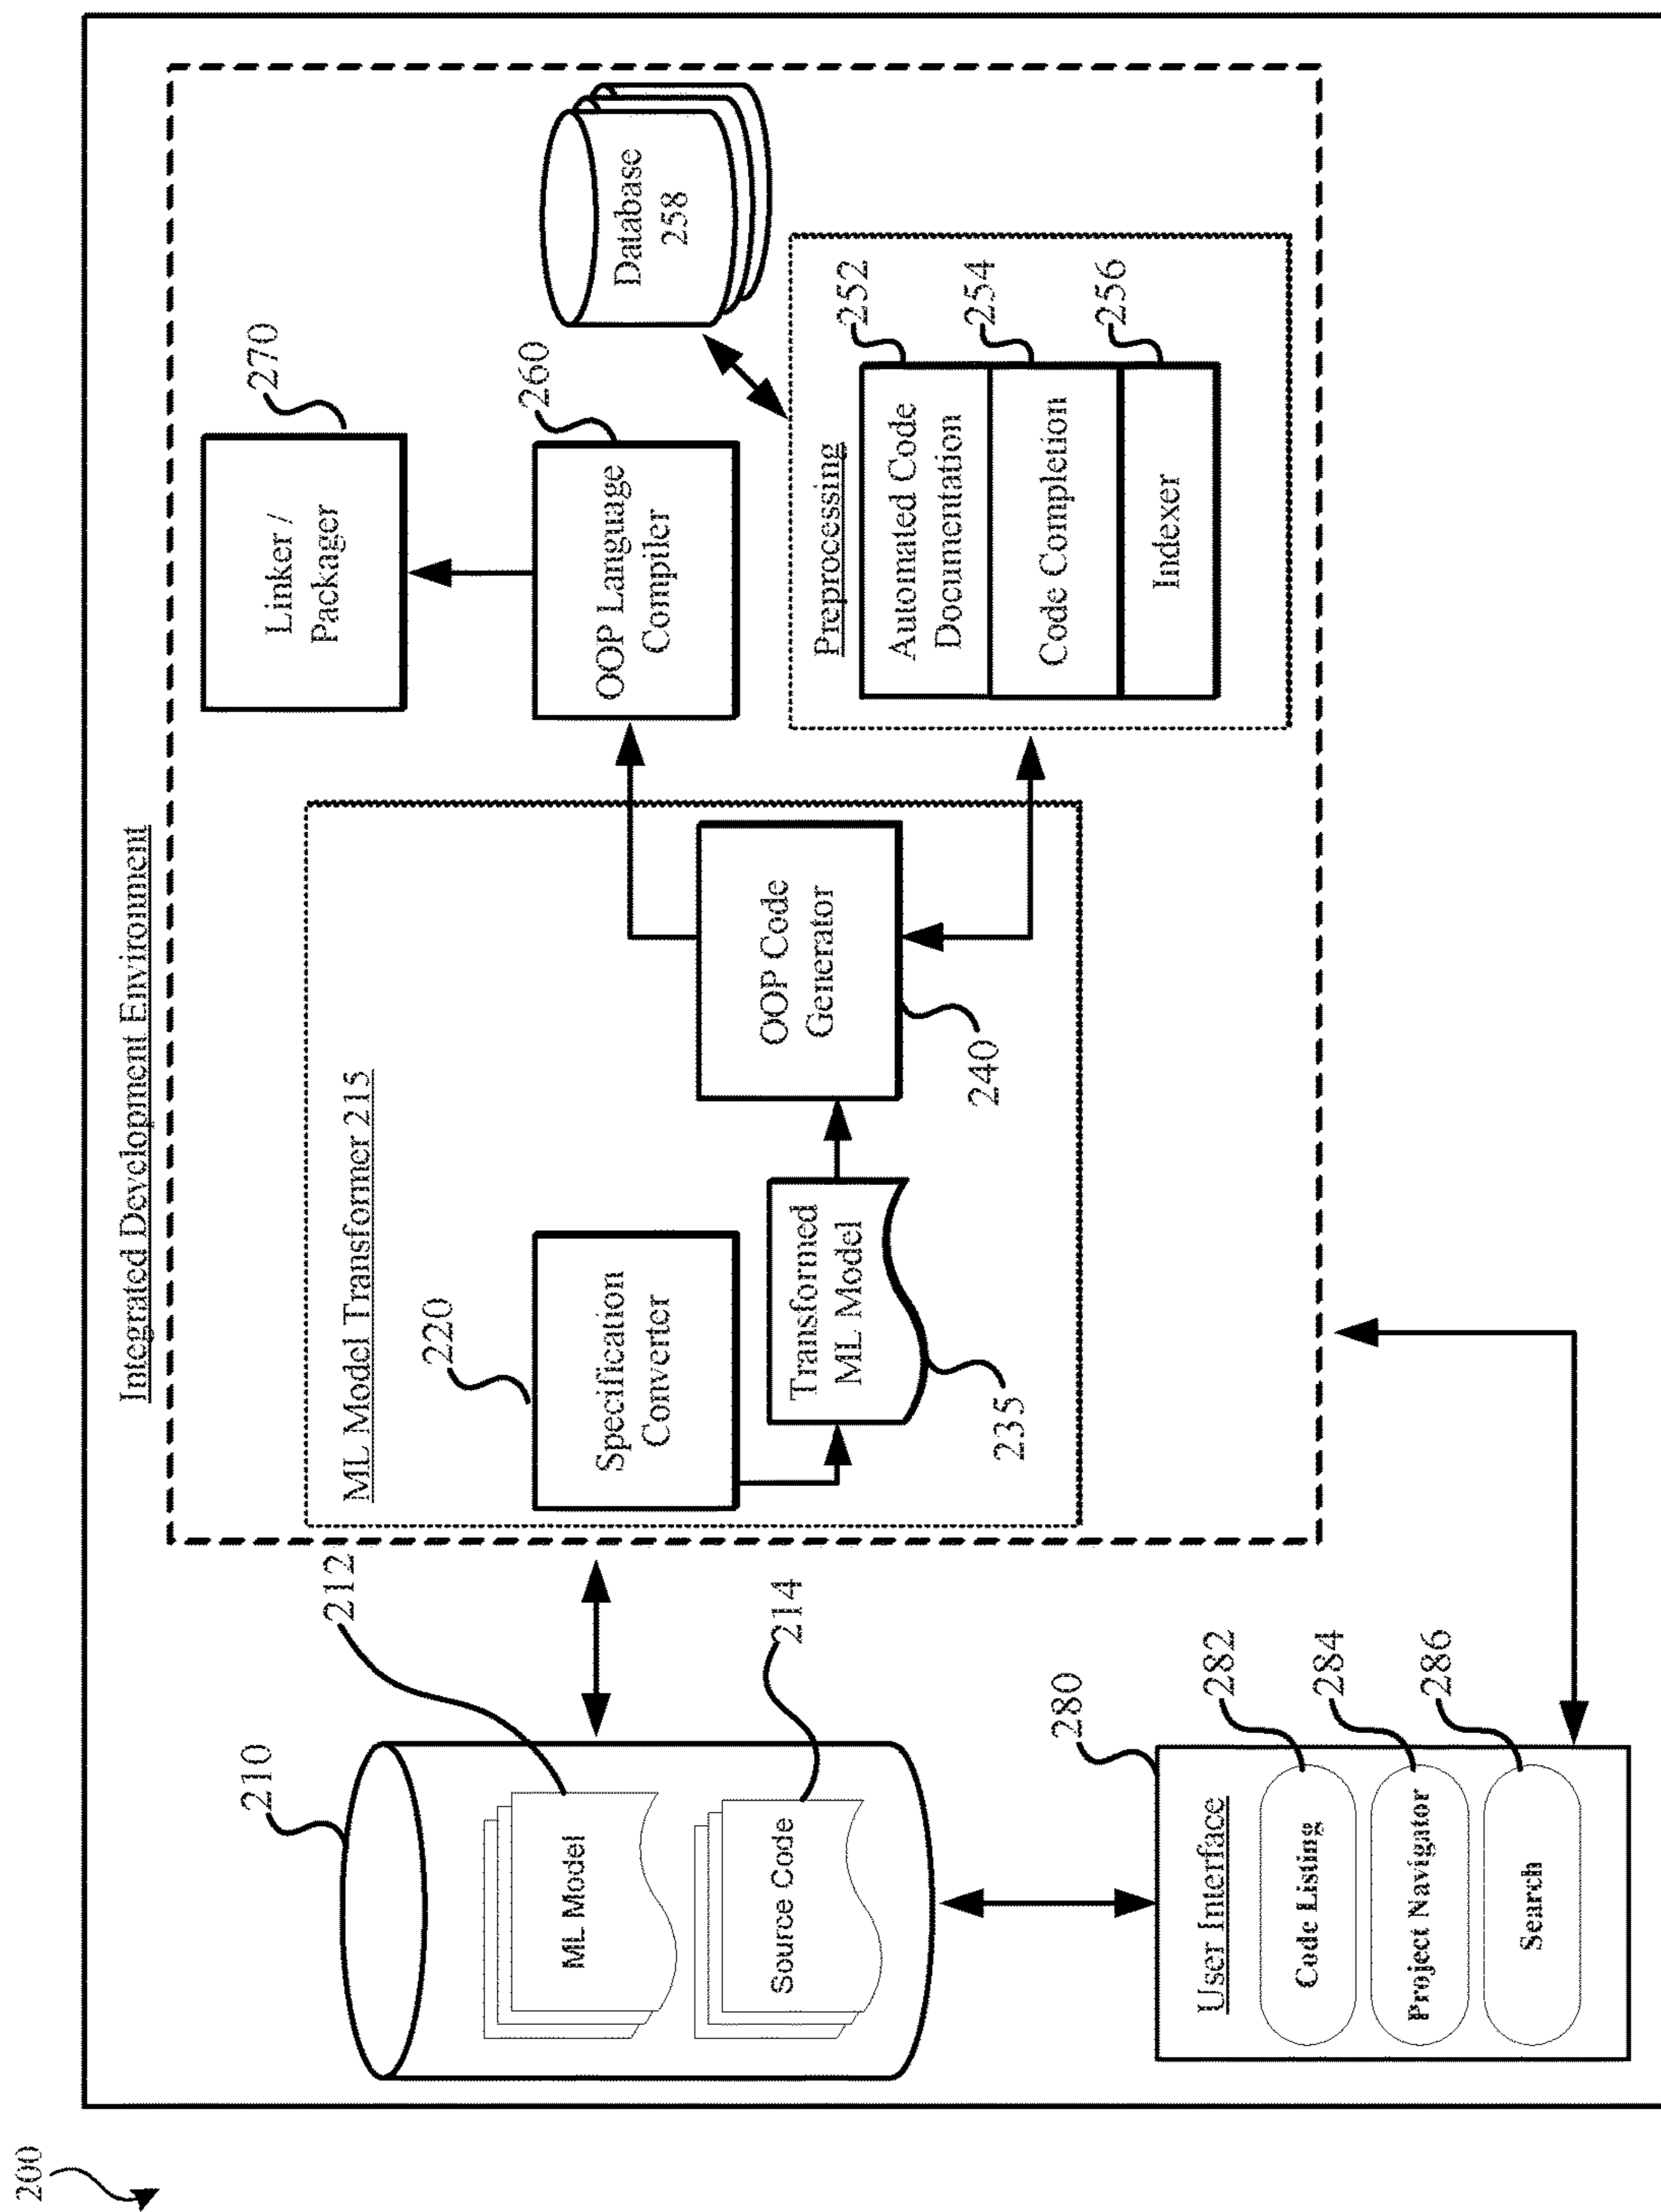 200
Integrated Development Environment
210
212
ML Model
214
Source Code
280
User Interface
282
Code Listing
284
Project Navigator
286
Search
ML Model Transformer 215
220
Specification
Converter
Transformed
ML Model
235
OOP Code
Generator
240
270
Linker /
Packager
260
OOP Language
Compiler
Database
258
Preprocessing
Automated Code
Documentation
252
Code Completion
254
Indexer
256